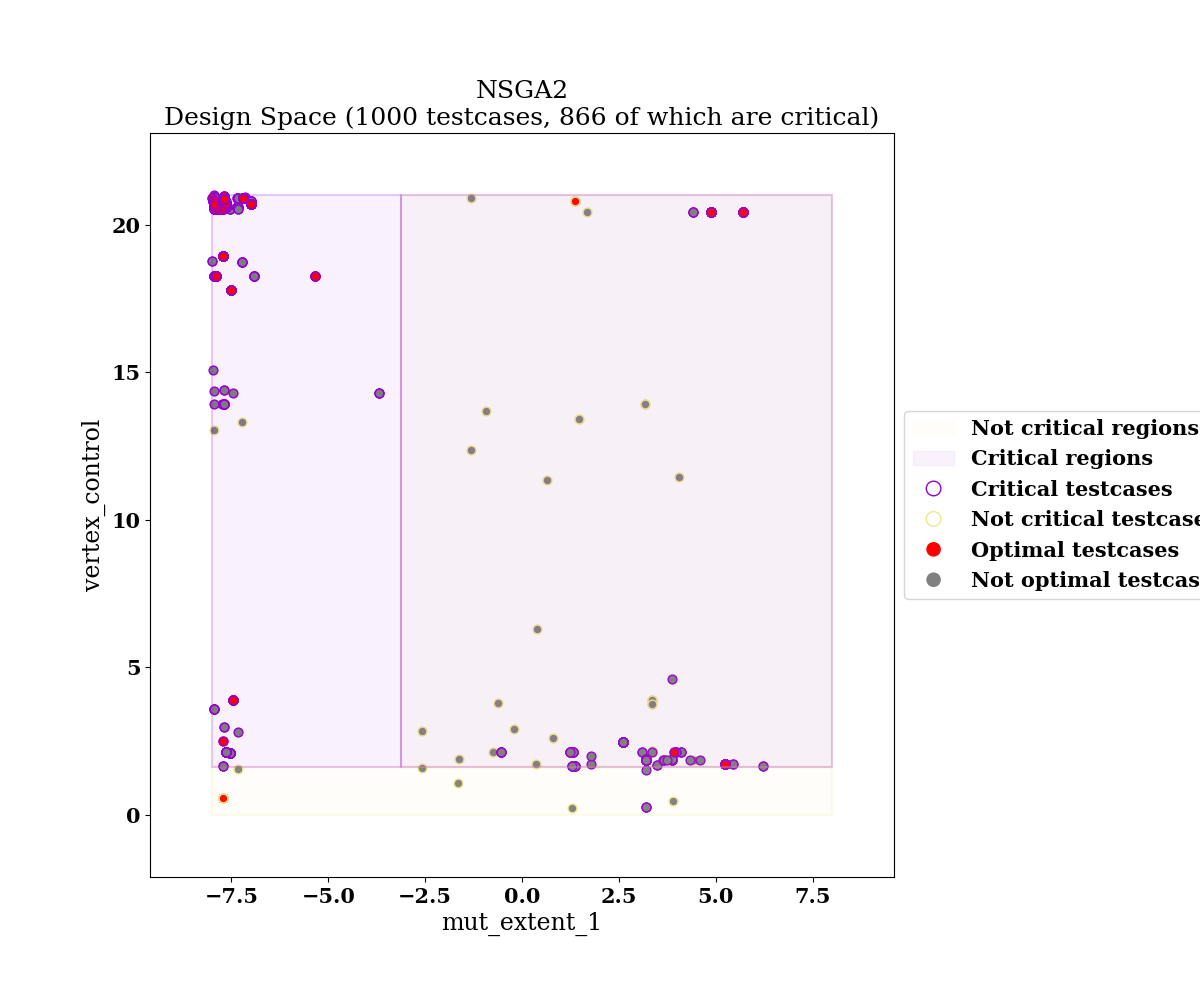 NSGA2
Design Space (1000 testcases, 866 of which are critical)
vertex_control
20
15
10
5
0
−7.5 −5.0 −2.5 0.0 2.5 5.0 7.5
mut_extent_1
Not critical regions
Critical regions
Critical testcases
Not critical testcase
Optimal testcases
Not optimal testcas